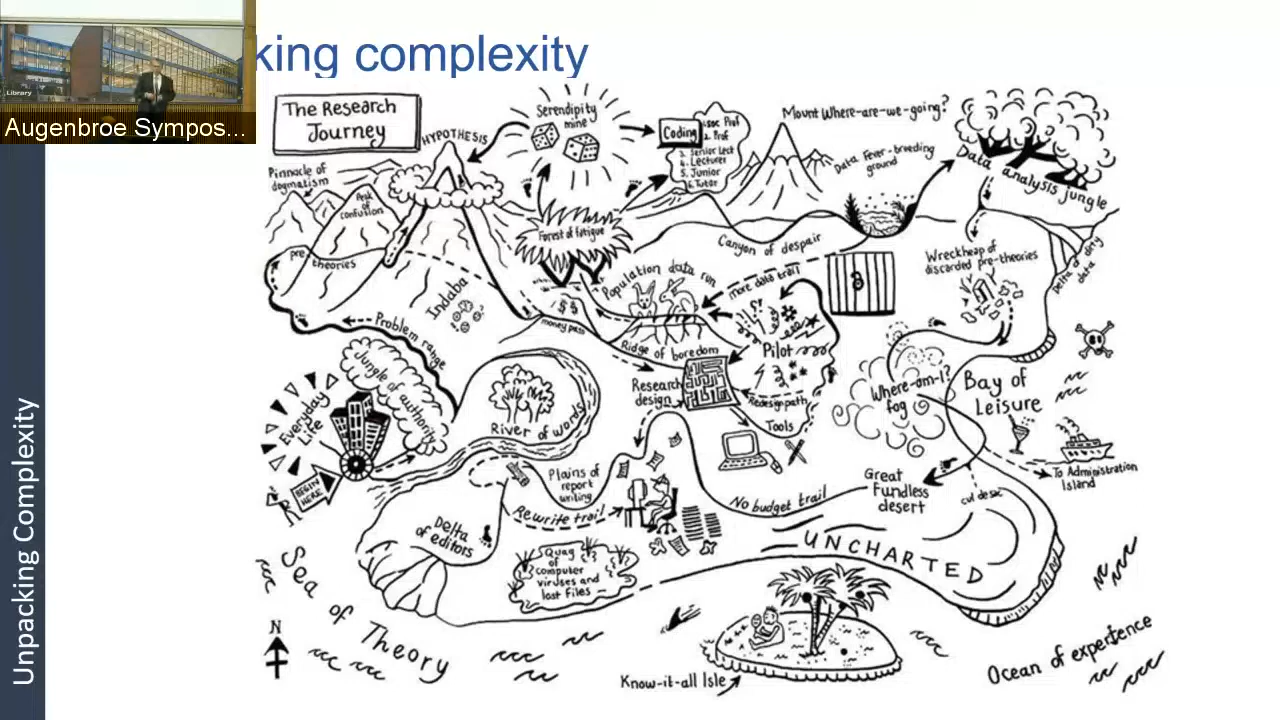 king complexity
Library
Augenbroe Sympos...
Unpacking Complexity
The Research
Journey
HYPOTHESIS
Serendipity
mine
Coding
2. Prof
3. Senior Lect
4. Lecturer
5. Junior
6. Tutor
Mount Where-are-we-going?
Data Fever-breeding
ground
Data analysis jungle
Pinnacle of
dogmatism
Peak
of
confusion
Forest of fatigue
Canyon of despair
Wreckheap of
discarded pre-theories
Delta of dirty
data
pre theories
Indaba
Population data run
more data trail
$$
money path
Problem range
Ridge of boredom
Pilot
Jungle of authority
Everyday
Life
BEGIN
HERE
River of words
Research
design
Redesign path
Tools
Where-am-I?
fog
Bay of
Leisure
To Administration
Island
Plains of
report
writing
Rewrite trail
No budget trail
Great
Fundless
desert
cul de sac
Delta
of editors
Quag
of
computer
viruses and
lost files
UNCHARTED
Sea of Theory
N
Know-it-all Isle
Ocean of experience